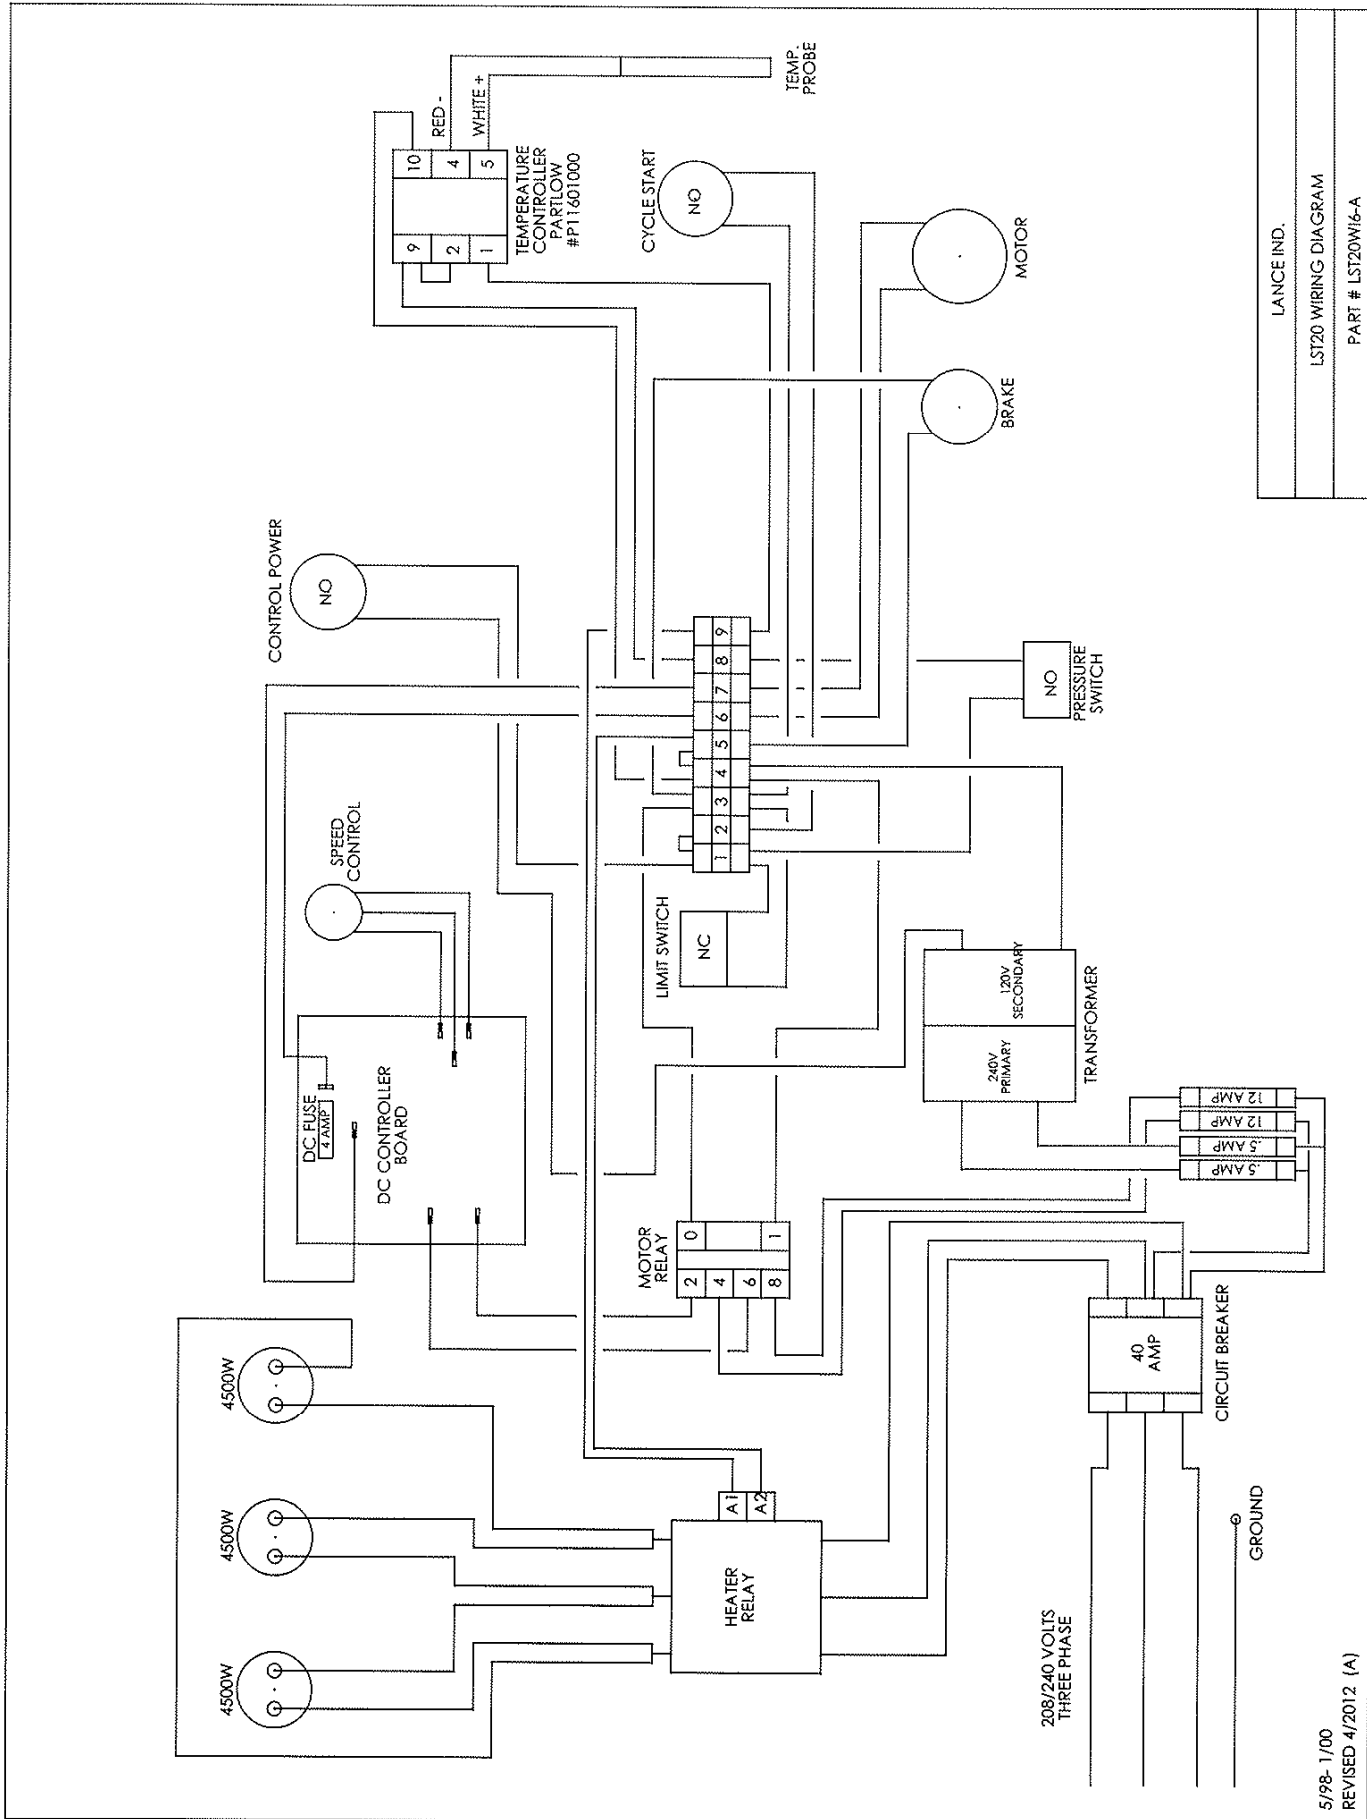 4500W
4500W
4500W
DC FUSE
4 AMP
DC CONTROLLER
BOARD
SPEED
CONTROL
CONTROL POWER
NO
10
4
5
9
2
1
RED -
WHITE +
TEMPERATURE
CONTROLLER
PARTLOW
#P11601000
TEMP.
PROBE
CYCLE START
NO
HEATER
RELAY
A1
A2
MOTOR
RELAY
0
1
2
4
6
8
LIMIT SWITCH
NC
1
2
3
4
5
6
7
8
9
BRAKE
MOTOR
NO
PRESSURE
SWITCH
240V
PRIMARY
120V
SECONDARY
TRANSFORMER
.5 AMP
.5 AMP
12 AMP
12 AMP
40
AMP
CIRCUIT BREAKER
208/240 VOLTS
THREE PHASE
GROUND
5/98- 1/00
REVISED 4/2012 (A)
LANCE IND.
LST20 WIRING DIAGRAM
PART # LST20WI6-A